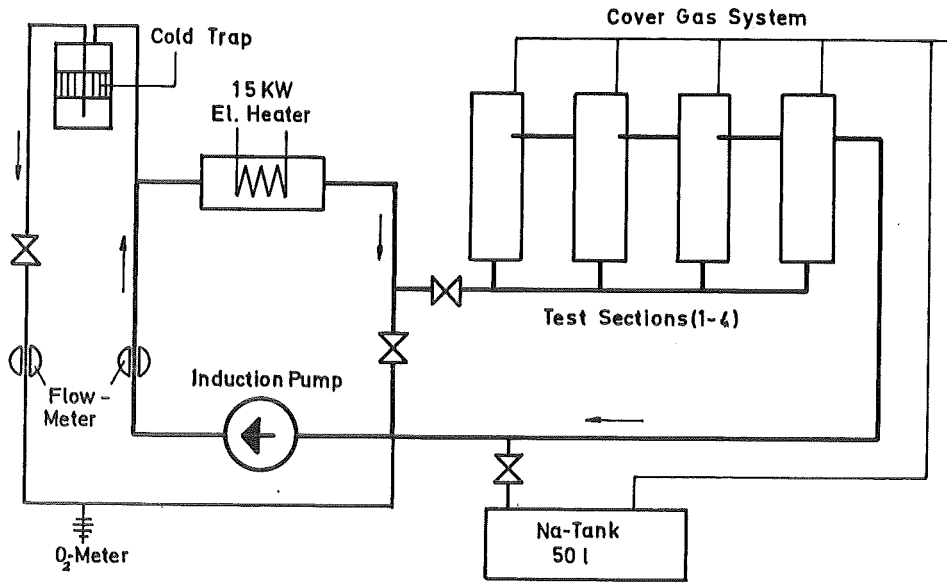 Cover Gas System
Cold Trap
15 KW
El. Heater
Test Sections (1-4)
Induction Pump
Flow-
Meter
Na-Tank
50 l
O₂-Meter